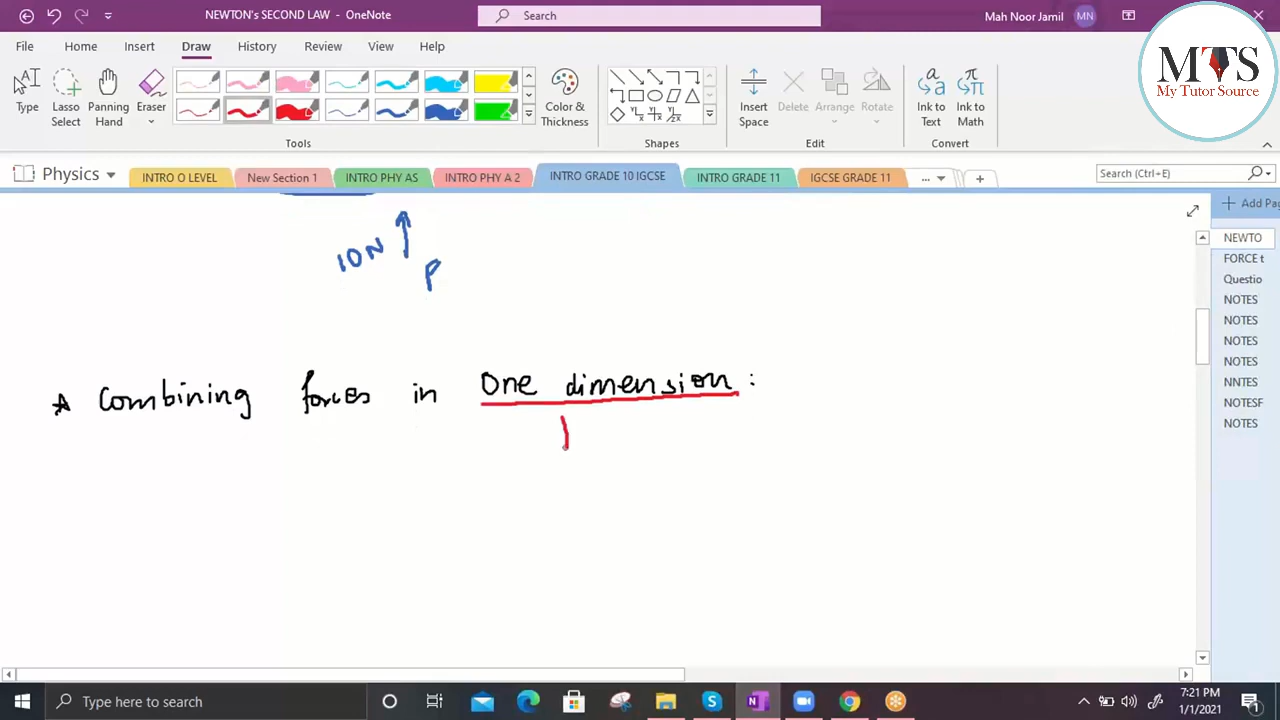 NEWTON's SECOND LAW - OneNote
Search
Mah Noor Jamil
MN
MTS
My Tutor Source
File
Home
Insert
Draw
History
Review
View
Help
Type
Lasso Select
Panning Hand
Eraser
Color & Thickness
Insert Space
Delete
Arrange
Rotate
Ink to Text
Ink to Math
Tools
Shapes
Edit
Convert
Physics
INTRO O LEVEL
New Section 1
INTRO PHY AS
INTRO PHY A 2
INTRO GRADE 10 IGCSE
INTRO GRADE 11
IGCSE GRADE 11
...
Search (Ctrl+E)
Add Pag
NEWTO
FORCE t
Questio
NOTES
NOTES
NOTES
NOTES
NNTES
NOTESF
NOTES
10N
P
Combining forces in One dimension:
Type here to search
7:21 PM
1/1/2021